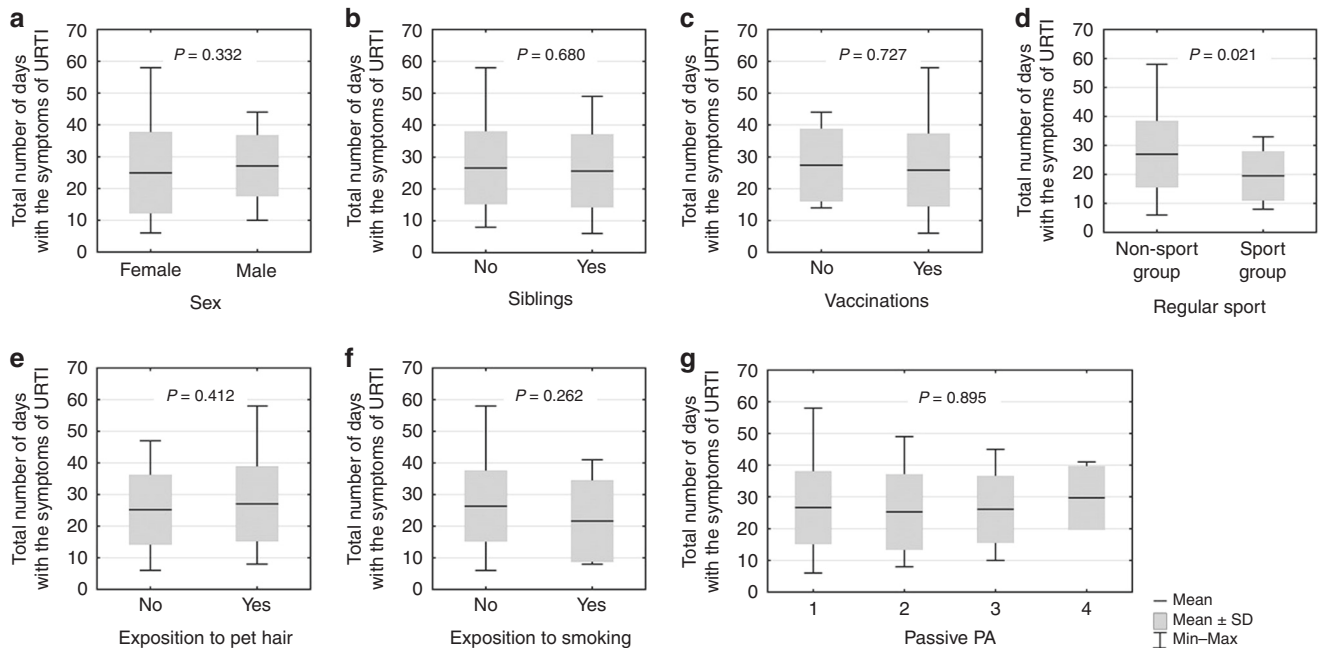 a
Total number of days
with the symptoms of URTI
70
60
50
40
30
20
10
0
P = 0.332
Female Male
Sex
b
Total number of days
with the symptoms of URTI
70
60
50
40
30
20
10
0
P = 0.680
No Yes
Siblings
c
Total number of days
with the symptoms of URTI
70
60
50
40
30
20
10
0
P = 0.727
No Yes
Vaccinations
d
Total number of days
with the symptoms of URTI
70
60
50
40
30
20
10
0
P = 0.021
Non-sport Sport
group group
Regular sport
e
Total number of days
with the symptoms of URTI
70
60
50
40
30
20
10
0
P = 0.412
No Yes
Exposition to pet hair
f
Total number of days
with the symptoms of URTI
70
60
50
40
30
20
10
0
P = 0.262
No Yes
Exposition to smoking
g
Total number of days
with the symptoms of URTI
70
60
50
40
30
20
10
0
P = 0.895
1 2 3 4
Passive PA
Mean
Mean ± SD
Min–Max